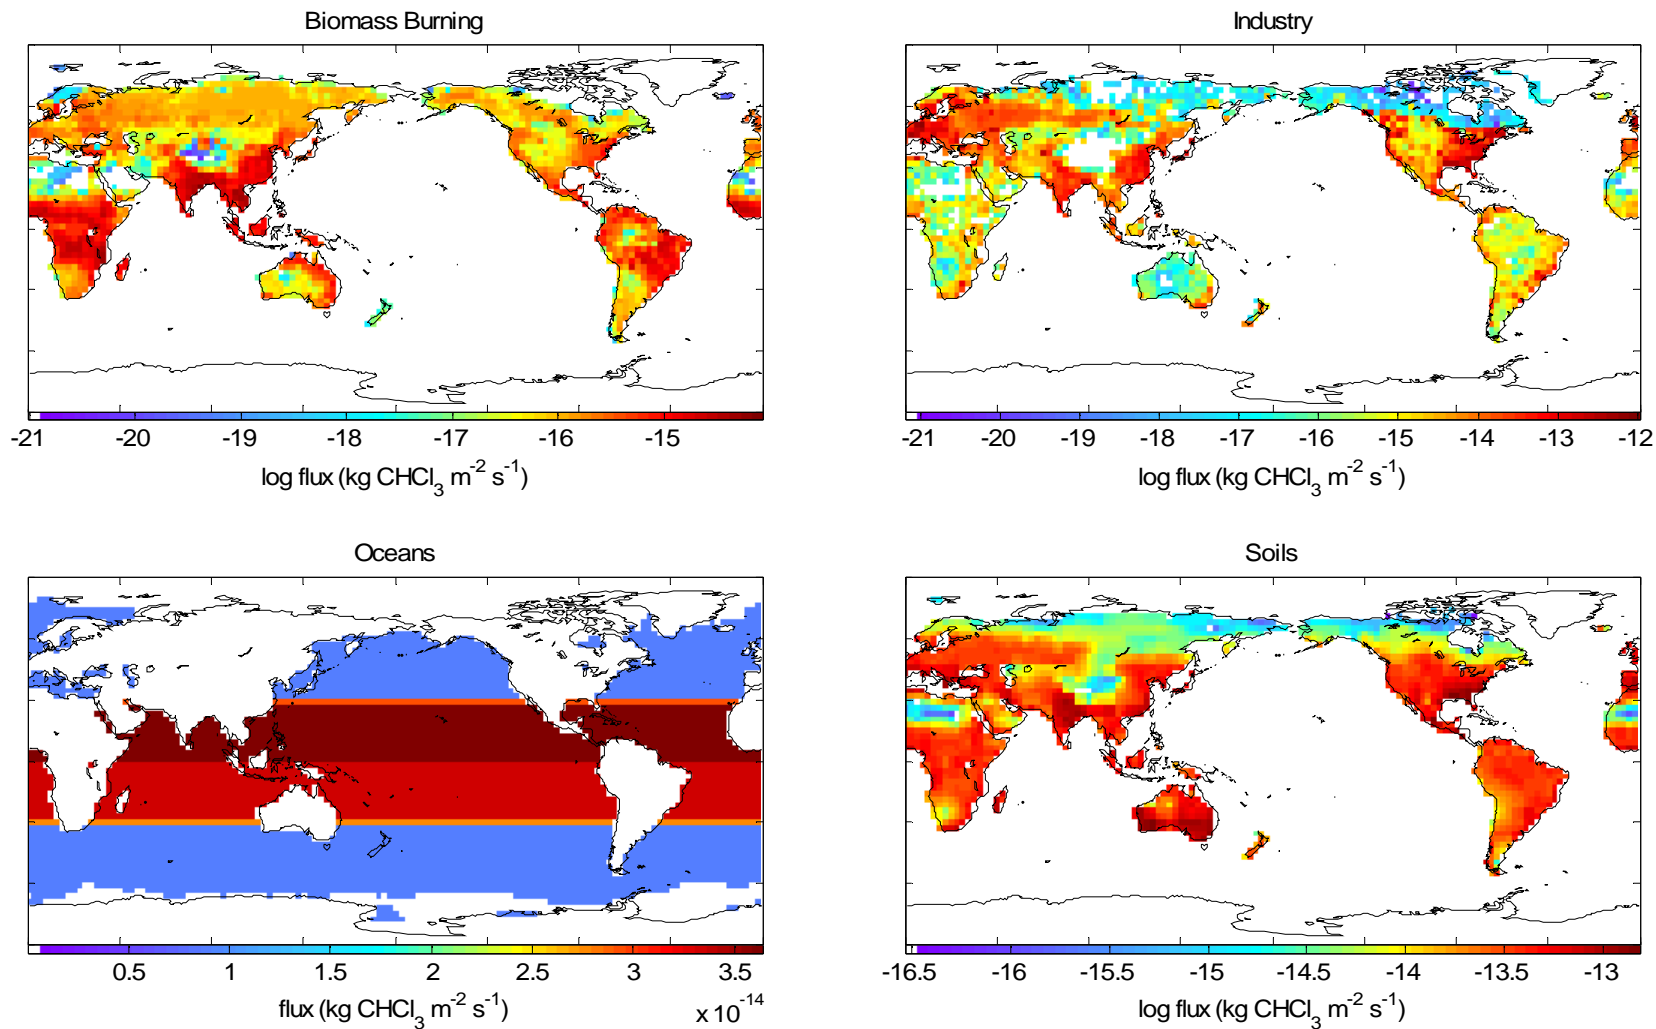 Biomass Burning
-21 -20 -19 -18 -17 -16 -15
log flux (kg CHCl3 m-2 s-1)
Industry
-21 -20 -19 -18 -17 -16 -15 -14 -13 -12
log flux (kg CHCl3 m-2 s-1)
Oceans
0.5 1 1.5 2 2.5 3 3.5
flux (kg CHCl3 m-2 s-1)
x 10-14
Soils
-16.5 -16 -15.5 -15 -14.5 -14 -13.5 -13
log flux (kg CHCl3 m-2 s-1)